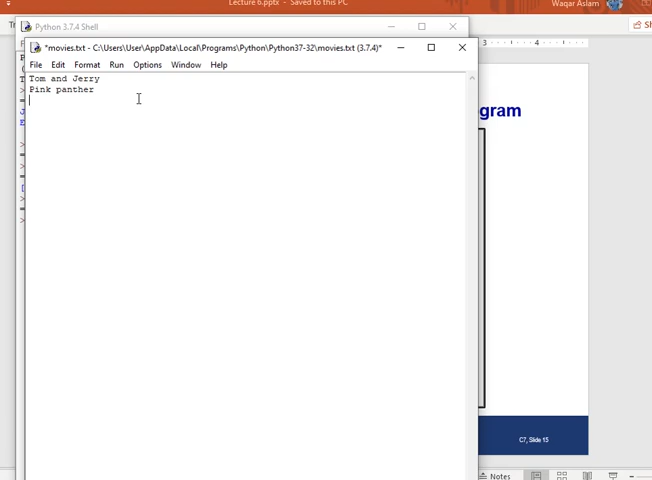 Lecture 6.pptx - Saved to this PC
Waqar Aslam
Python 3.7.4 Shell
*movies.txt - C:\Users\User\AppData\Local\Programs\Python\Python37-32\movies.txt (3.7.4)*
File Edit Format Run Options Window Help
Tom and Jerry
Pink panther
3 4
gram
C7, Slide 15
Notes